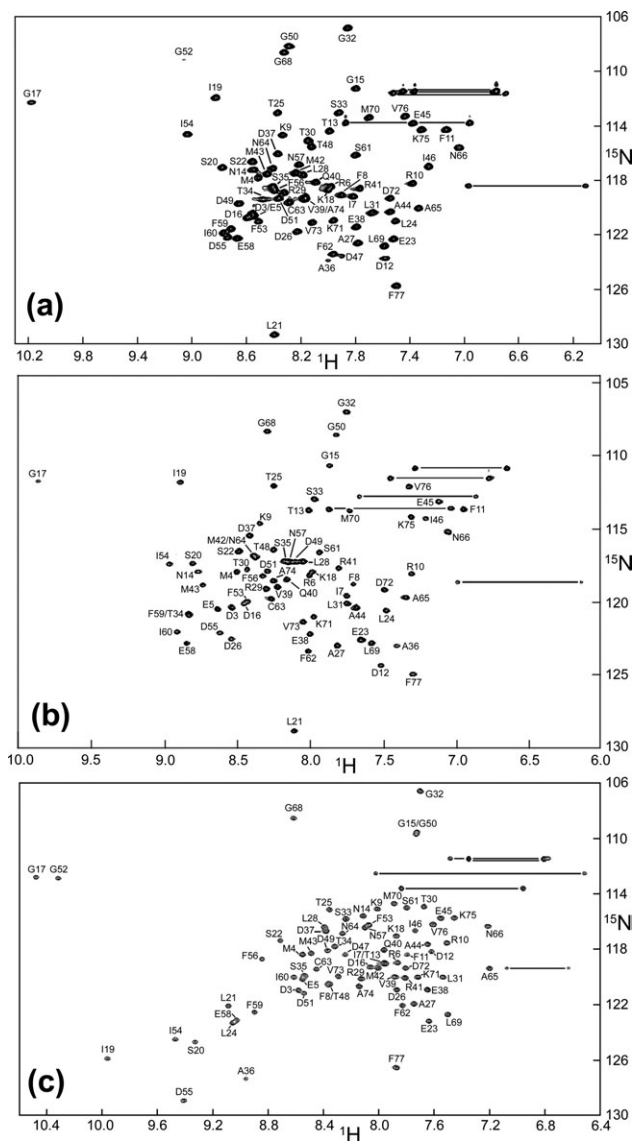 (a)
106
G32
G50
G68
G52
110
G17
I19
G15
T25
S33
M70
V76
E45
I54
D37
K9
T30
T13
T48
K75
F11
114
N64
M43
S20
S22
N14
M4
N57
M42
L28
S61
I46
N66
15N
S35
F56
R29
Q40
R6
F8
R41
R10
118
T34
D49
D3/E5
D51
K18
I7
D72
D16
C63
V39/A74
L31
A44
A65
I60
F53
V73
K71
E38
L24
D55
E58
D26
F62
A27
L69
E23
122
A36
D47
D12
F77
126
L21
130
10.2
9.8
9.4
9.0
8.6
8.2
1H
7.8
7.4
7.0
6.6
6.2
(b)
106
G32
G68
G50
G17
G15
110
I19
T25
S33
V76
E45
K9
T13
M70
K75
I46
F11
D37
N66
M42/N64
T48
S35
N57
D49
S61
115
15N
I54
S20
S22
T30
D51
A74
K18
R41
N14
M4
F56
R6
F8
R10
M43
R29
V39
Q40
I7
D72
F53
C63
L31
A65
F59/T34
E5
D3
D16
A44
L24
I60
D55
V73
K71
E58
D26
E38
E23
L69
A36
F62
A27
D12
120
F77
125
L21
130
10.0
9.5
9.0
8.5
8.0
1H
7.5
7.0
6.5
6.0
(c)
G32
G68
G15/G50
110
G17
G52
M70
T30
T25
S33
N14
K9
S61
E45
K75
114
15N
L28
N64
F53
I46
V76
N66
D37
N57
K18
S22
M43
D49
T34
D47
Q40
A44
R10
M4
F11
D12
118
F54
S35
C63
I7/T13
R6
I60
V73
D16
D72
A65
E5
R29
M42
K71
L31
D3
D51
F8/T48
A74
V39
R41
D26
E38
L21
F59
F62
A27
E58
L24
E23
L69
122
I54
S20
I19
F77
126
A36
D55
130
10.4
10.0
9.6
9.2
8.8
8.4
1H
8.0
7.6
7.2
6.8
6.4